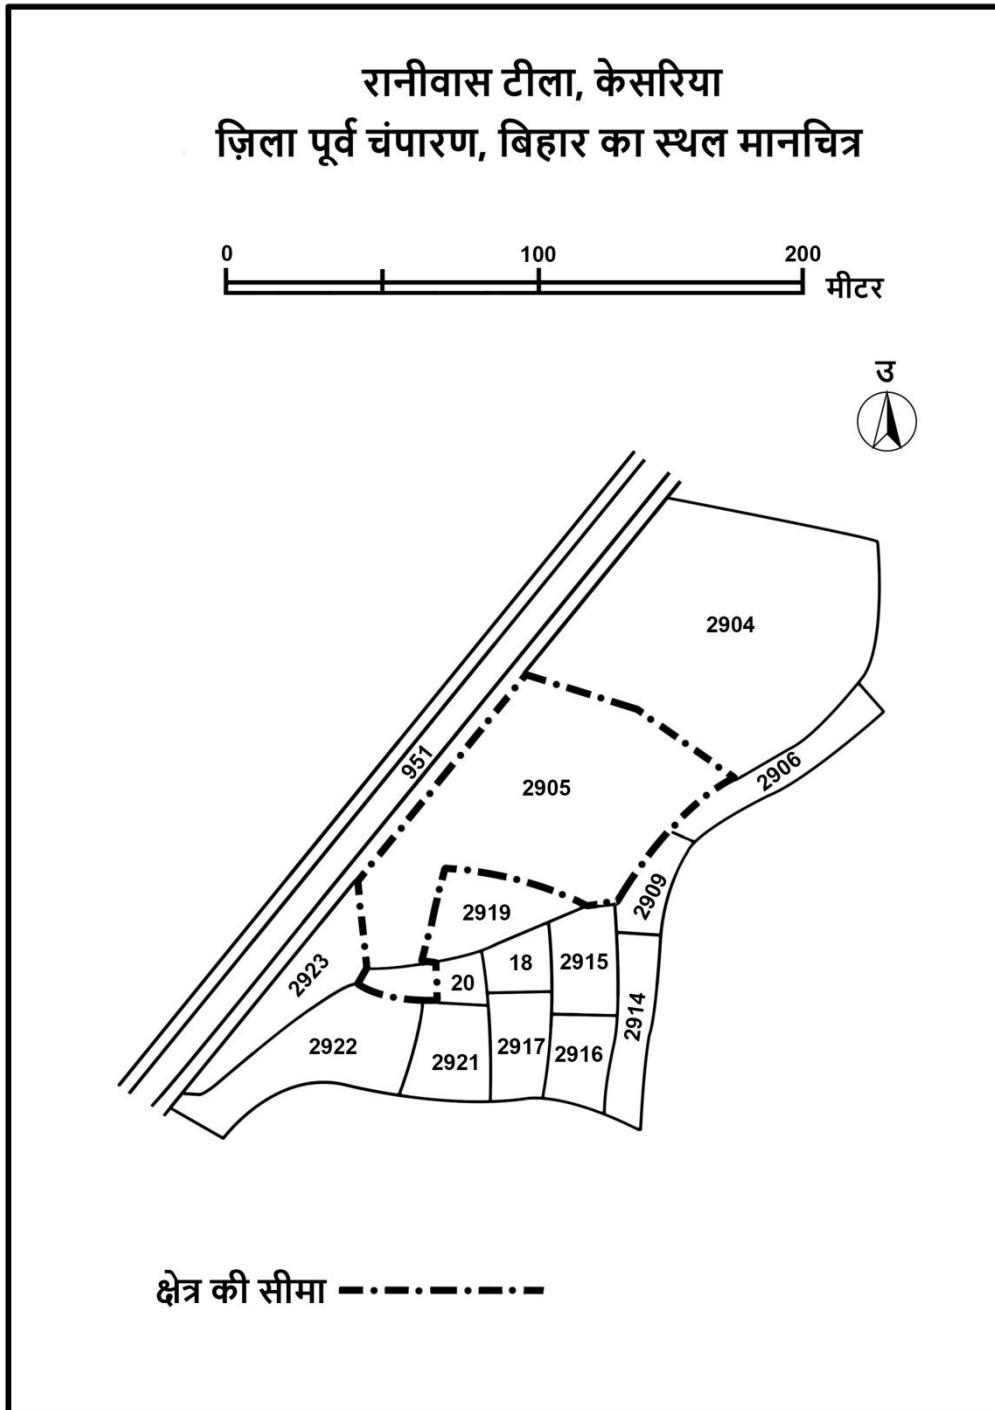 रानीवास टीला, केसरिया
ज़िला पूर्व चंपारण, बिहार का स्थल मानचित्र
0 100 200
मीटर
उ
2904
951
2905
2906
2909
2919
2923
20
18
2915
2914
2922
2921
2917
2916
क्षेत्र की सीमा